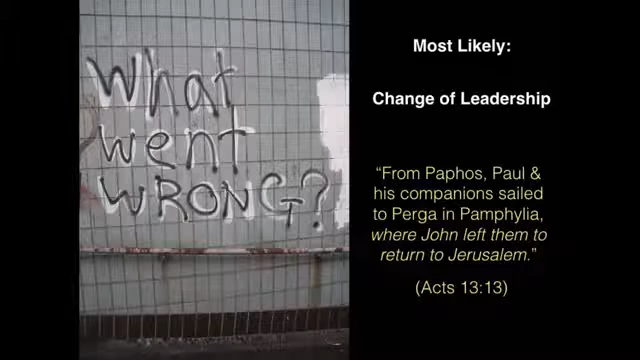 What
went
WRONG?
Most Likely:
Change of Leadership
“From Paphos, Paul &
his companions sailed
to Perga in Pamphylia,
where John left them to
return to Jerusalem.”
(Acts 13:13)